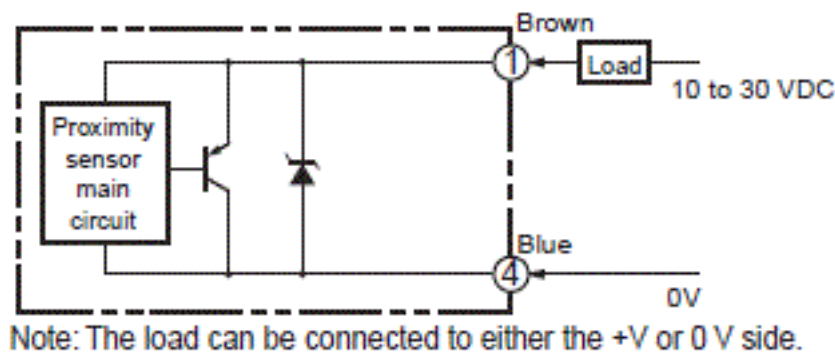 Brown
1
Load
10 to 30 VDC
Proximity
sensor
main
circuit
Blue
4
0V
Note: The load can be connected to either the +V or 0 V side.